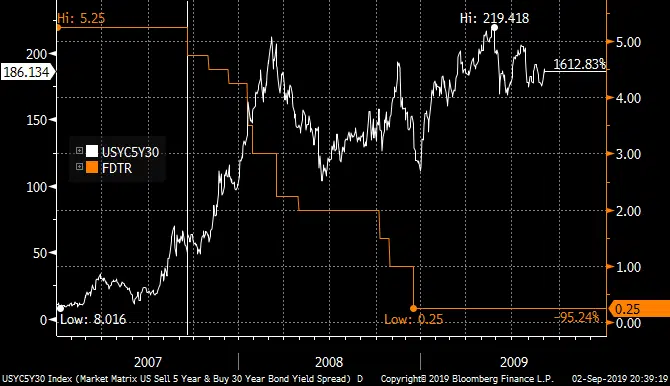 Hi: 5.25
Hi: 219.418
200
186.134
150
100
50
0
1612.83%
5.00
4.00
3.00
2.00
1.00
0.25
0.00
USYC5Y30
FDTR
Low: 8.016
Low: 0.25
-95.24%
2007
2008
2009
USYC5Y30 Index (Market Matrix US Sell 5 Year & Buy 30 Year Bond Yield Spread) D Copyright© 2019 Bloomberg Finance L.P. 02-Sep-2019 20:39:19